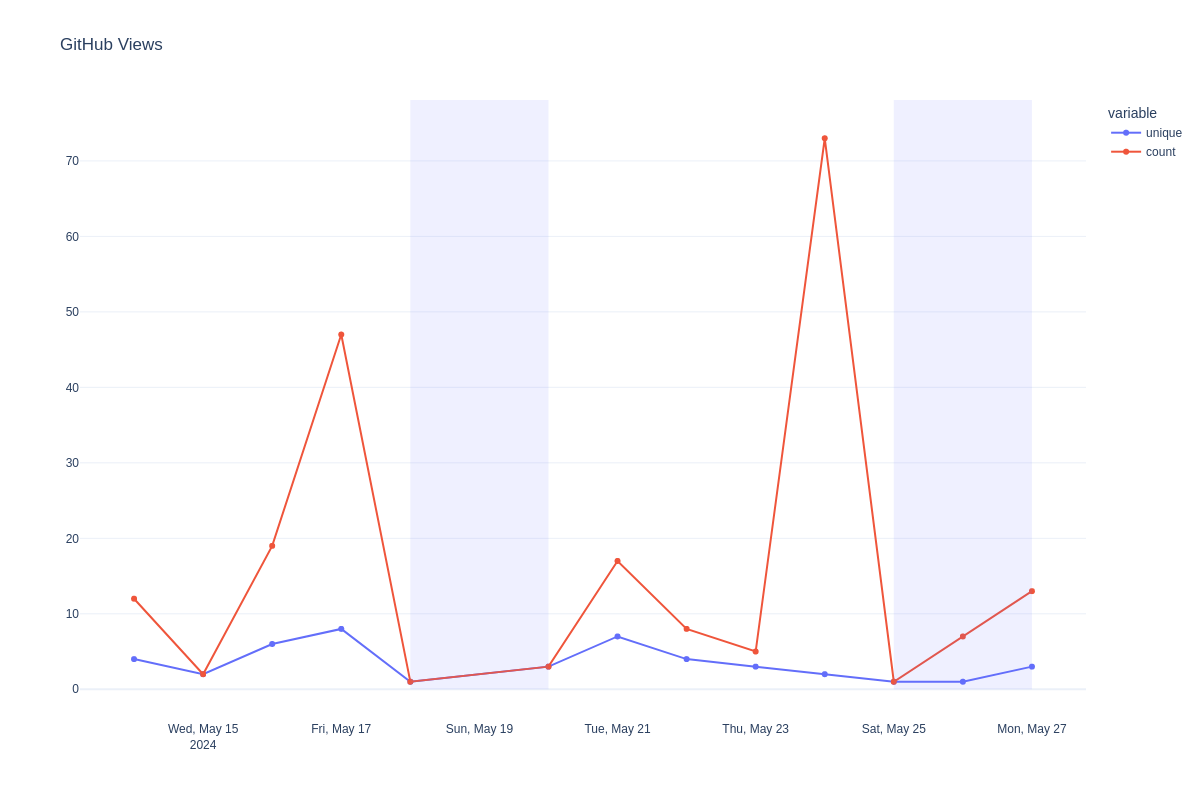 GitHub Views
variable
unique
count
70
60
50
40
30
20
10
0
Wed, May 15
2024
Fri, May 17
Sun, May 19
Tue, May 21
Thu, May 23
Sat, May 25
Mon, May 27